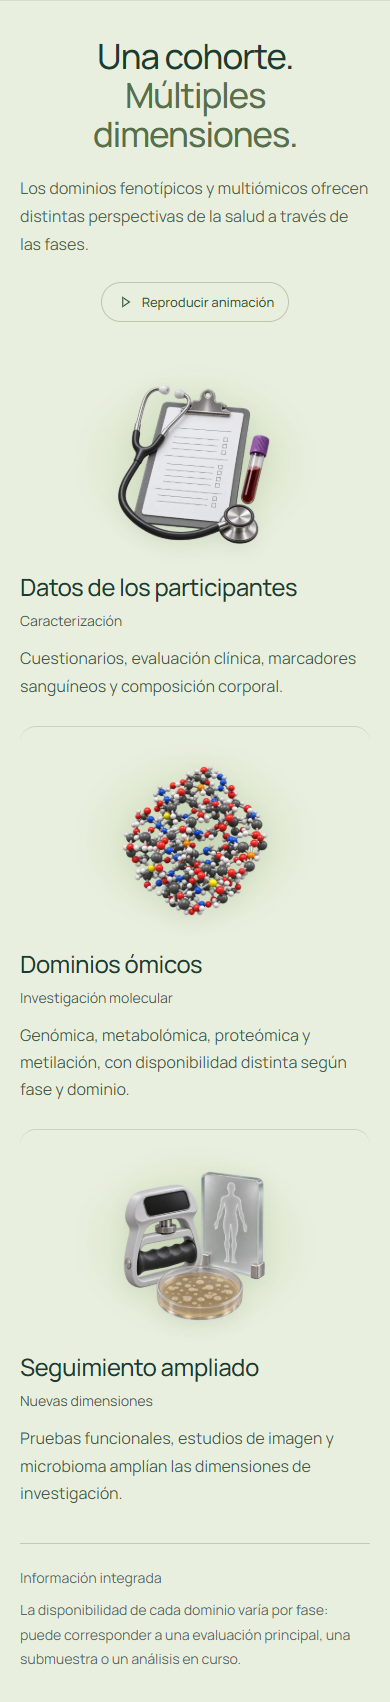 Una cohorte.
Múltiples
dimensiones.
Los dominios fenotípicos y multiómicos ofrecen
distintas perspectivas de la salud a través de
las fases.
Reproducir animación
Datos de los participantes
Caracterización
Cuestionarios, evaluación clínica, marcadores
sanguíneos y composición corporal.
Dominios ómicos
Investigación molecular
Genómica, metabolómica, proteómica y
metilación, con disponibilidad distinta según
fase y dominio.
Seguimiento ampliado
Nuevas dimensiones
Pruebas funcionales, estudios de imagen y
microbioma amplían las dimensiones de
investigación.
Información integrada
La disponibilidad de cada dominio varía por fase:
puede corresponder a una evaluación principal, una
submuestra o un análisis en curso.